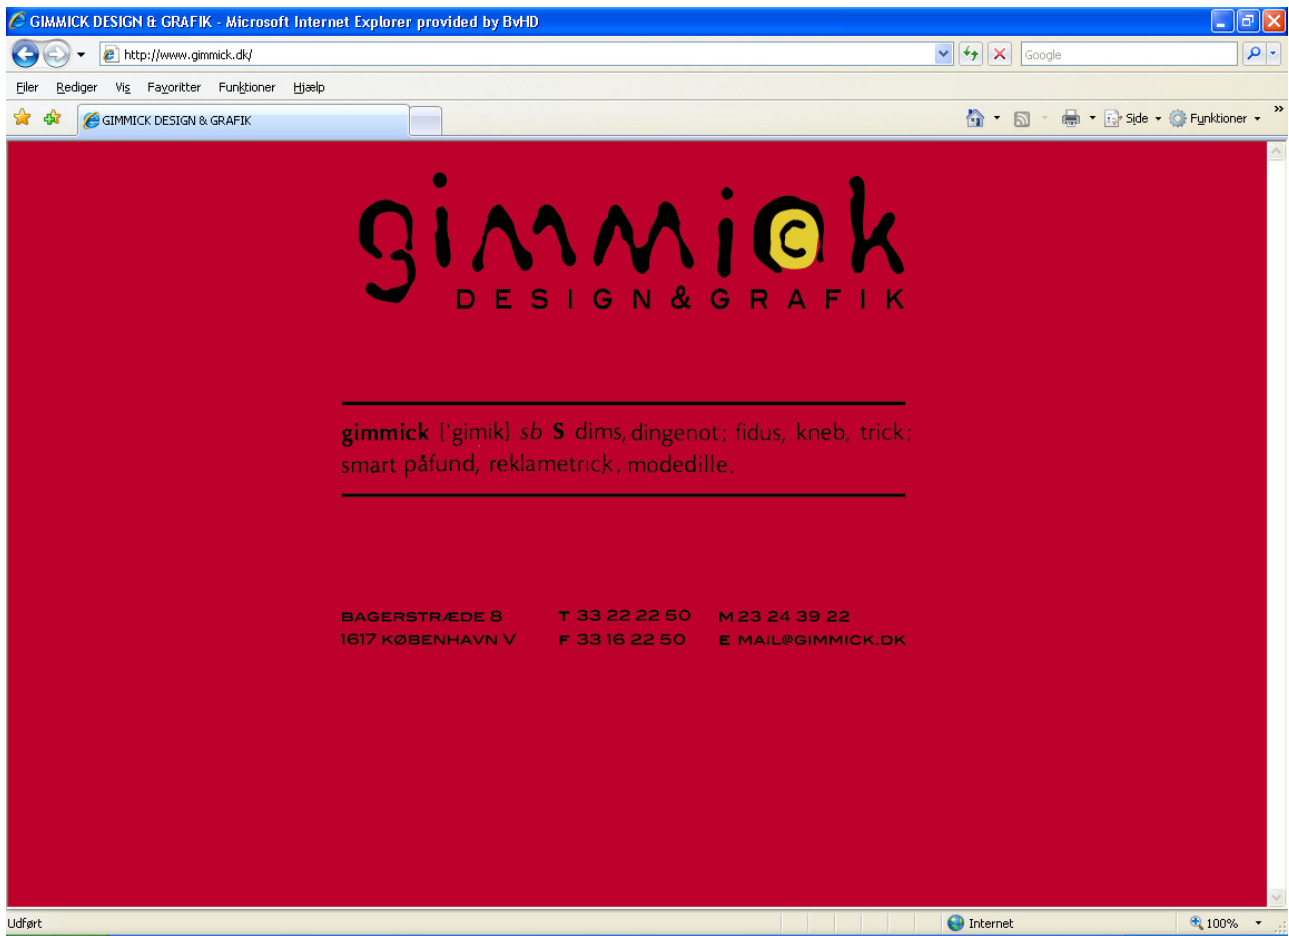 GIMMICK DESIGN & GRAFIK - Microsoft Internet Explorer provided by BvHD
http://www.gimmick.dk/
Google
Filer Rediger Vis Favoritter Funktioner Hjælp
GIMMICK DESIGN & GRAFIK
Side Funktioner »
gimmick
DESIGN&GRAFIK
gimmick ['gimik] sb S dims, dingenot; fidus, kneb, trick;
smart påfund, reklametrick, modedille.
BAGERSTRÆDE 8 T 33 22 22 50 M 23 24 39 22
1617 KØBENHAVN V F 33 16 22 50 E MAIL@GIMMICK.DK
Udført Internet 100%